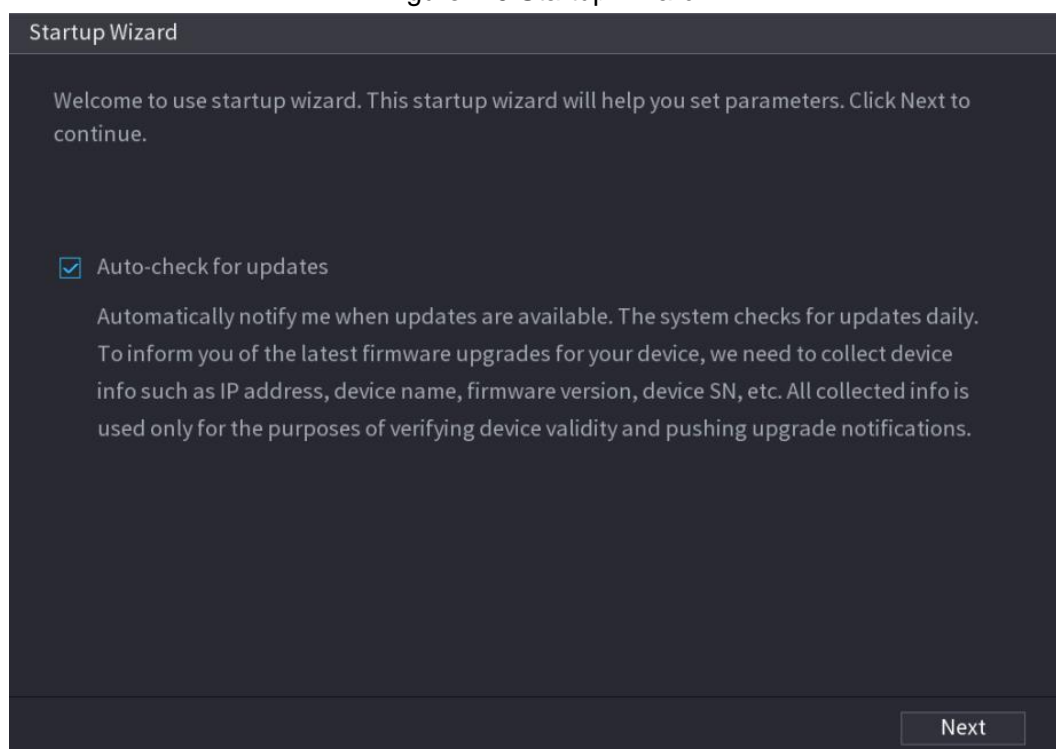 Startup Wizard
Welcome to use startup wizard. This startup wizard will help you set parameters. Click Next to
continue.
Auto-check for updates
Automatically notify me when updates are available. The system checks for updates daily.
To inform you of the latest firmware upgrades for your device, we need to collect device
info such as IP address, device name, firmware version, device SN, etc. All collected info is
used only for the purposes of verifying device validity and pushing upgrade notifications.
Next